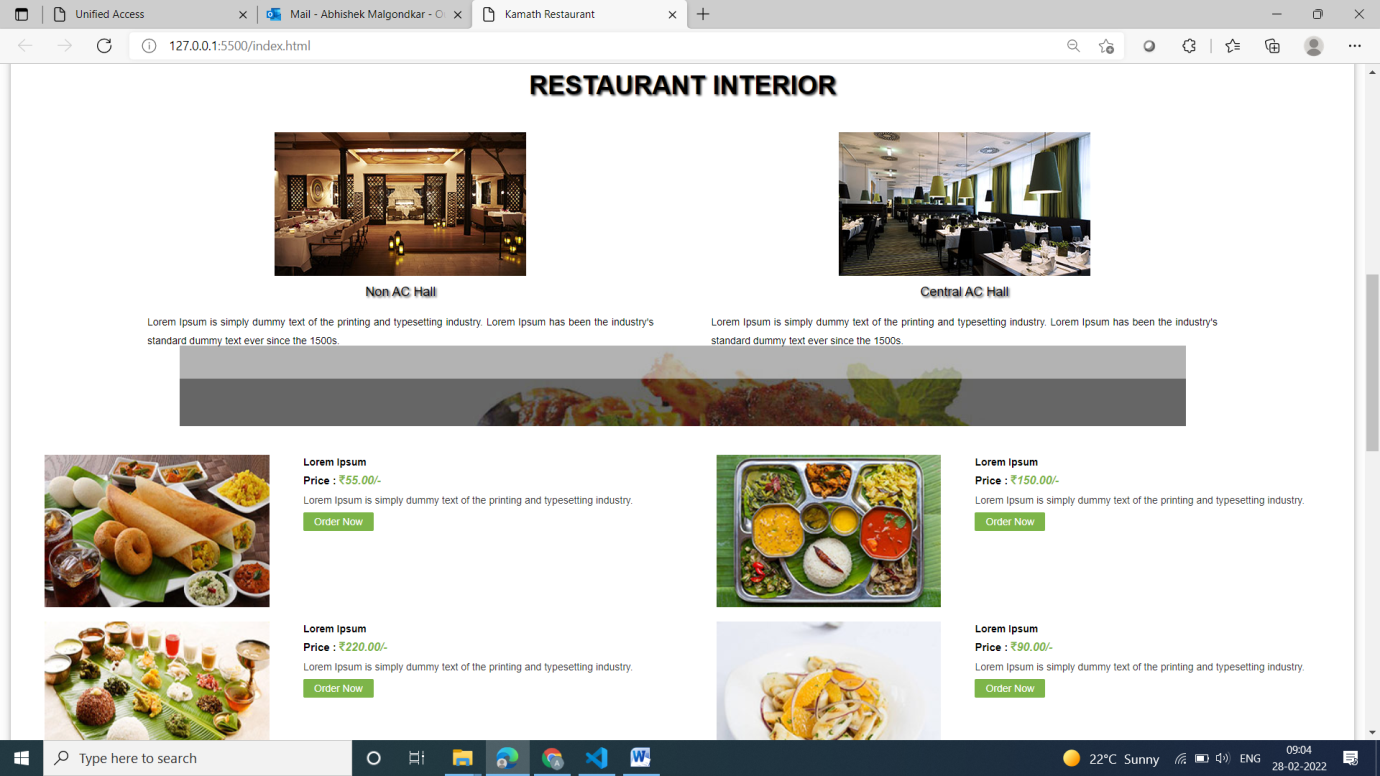 Unified Access
Mail - Abhishek Malgondkar - O
Kamath Restaurant
127.0.0.1:5500/index.html
RESTAURANT INTERIOR
Non AC Hall
Lorem Ipsum is simply dummy text of the printing and typesetting industry. Lorem Ipsum has been the industry's
standard dummy text ever since the 1500s.
Central AC Hall
Lorem Ipsum is simply dummy text of the printing and typesetting industry. Lorem Ipsum has been the industry's
standard dummy text ever since the 1500s.
Lorem Ipsum
Price : ₹55.00/-
Lorem Ipsum is simply dummy text of the printing and typesetting industry.
Order Now
Lorem Ipsum
Price : ₹150.00/-
Lorem Ipsum is simply dummy text of the printing and typesetting industry.
Order Now
Lorem Ipsum
Price : ₹220.00/-
Lorem Ipsum is simply dummy text of the printing and typesetting industry.
Order Now
Lorem Ipsum
Price : ₹90.00/-
Lorem Ipsum is simply dummy text of the printing and typesetting industry.
Order Now
Type here to search
22°C Sunny
ENG
09:04
28-02-2022